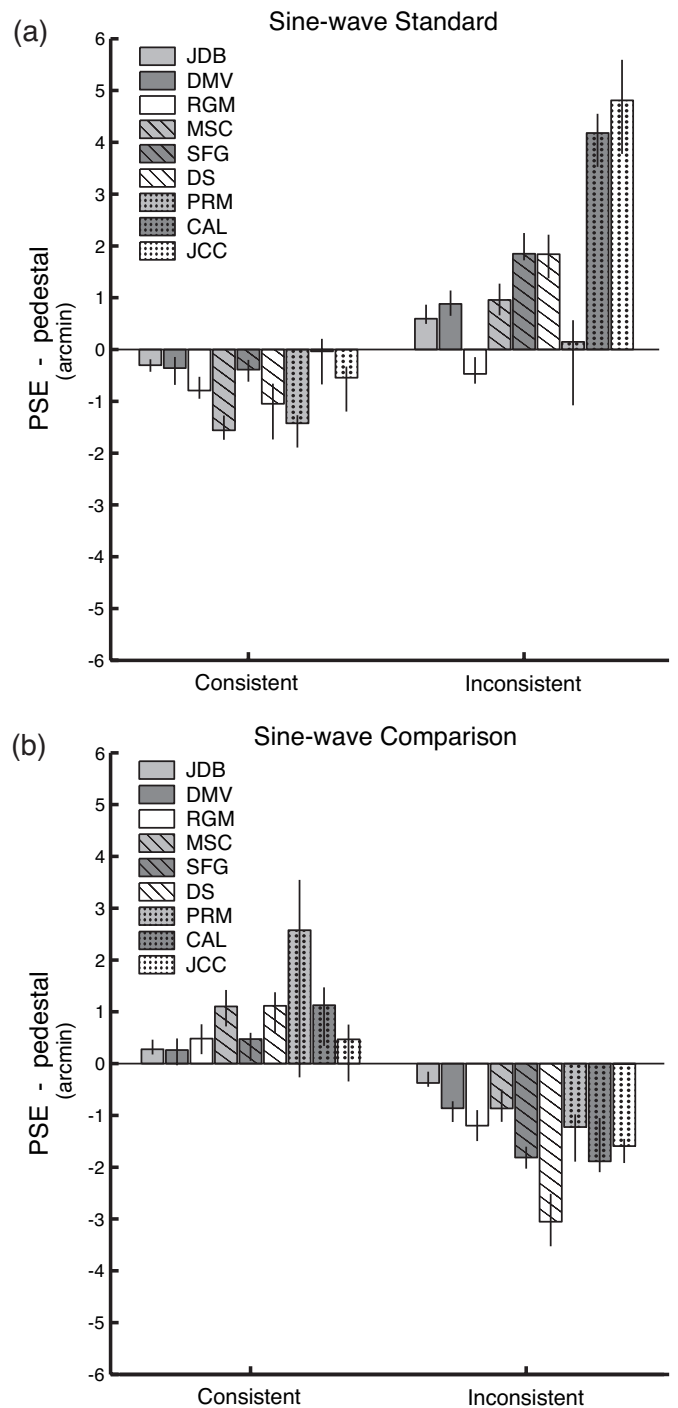 (a)
Sine-wave Standard
JDB
DMV
RGM
MSC
SFG
DS
PRM
CAL
JCC
6
5
4
3
2
1
0
-1
-2
-3
-4
-5
-6
PSE - pedestal
(arcmin)
Consistent
Inconsistent
(b)
Sine-wave Comparison
JDB
DMV
RGM
MSC
SFG
DS
PRM
CAL
JCC
6
5
4
3
2
1
0
-1
-2
-3
-4
-5
-6
PSE - pedestal
(arcmin)
Consistent
Inconsistent